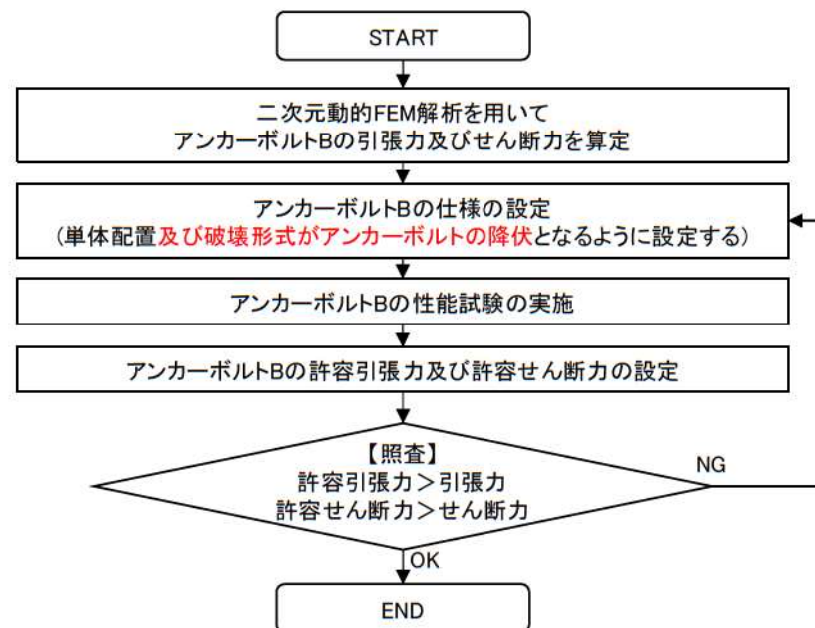 START
二次元動的FEM解析を用いて
アンカーボルトBの引張力及びせん断力を算定
アンカーボルトBの仕様の設定
(単体配置及び破壊形式がアンカーボルトの降伏となるように設定する)
アンカーボルトBの性能試験の実施
アンカーボルトBの許容引張力及び許容せん断力の設定
【照査】
許容引張力＞引張力
許容せん断力＞せん断力
NG
OK
END